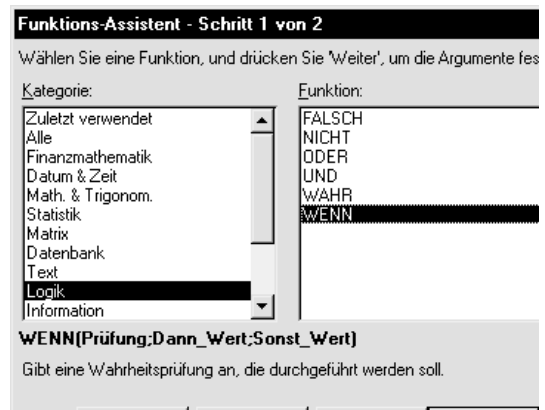 Funktions-Assistent - Schritt 1 von 2
Wählen Sie eine Funktion, und drücken Sie 'Weiter', um die Argumente fes
Kategorie:
Funktion:
Zuletzt verwendet
Alle
Finanzmathematik
Datum & Zeit
Math. & Trigonom.
Statistik
Matrix
Datenbank
Text
Logik
Information
FALSCH
NICHT
ODER
UND
WAHR
WENN
WENN(Prüfung;Dann_Wert;Sonst_Wert)
Gibt eine Wahrheitsprüfung an, die durchgeführt werden soll.